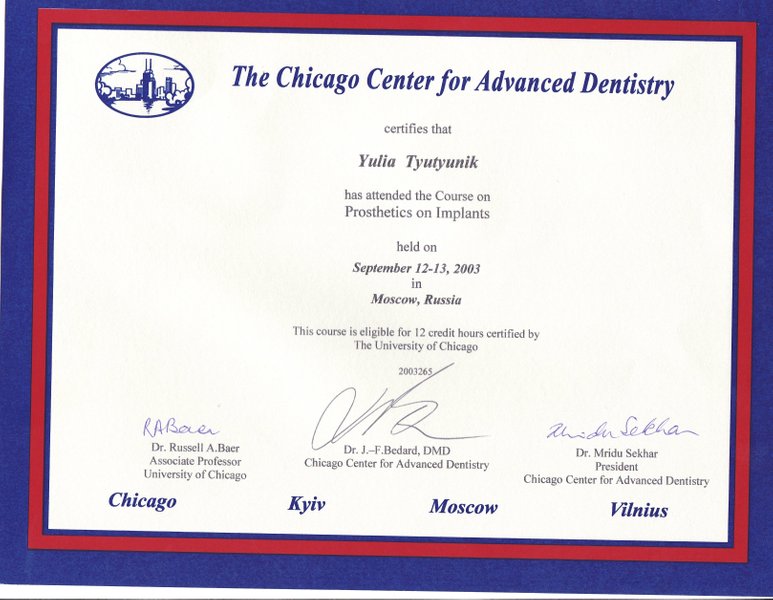 The Chicago Center for Advanced Dentistry
certifies that
Yulia Tyutyunik
has attended the Course on
Prosthetics on Implants
held on
September 12-13, 2003
in
Moscow, Russia
This course is eligible for 12 credit hours certified by
The University of Chicago
2003265
RABaer
Mridu Sekhar
Dr. Russell A.Baer
Associate Professor
University of Chicago
Dr. J.–F.Bedard, DMD
Chicago Center for Advanced Dentistry
Dr. Mridu Sekhar
President
Chicago Center for Advanced Dentistry
Chicago Kyiv Moscow Vilnius